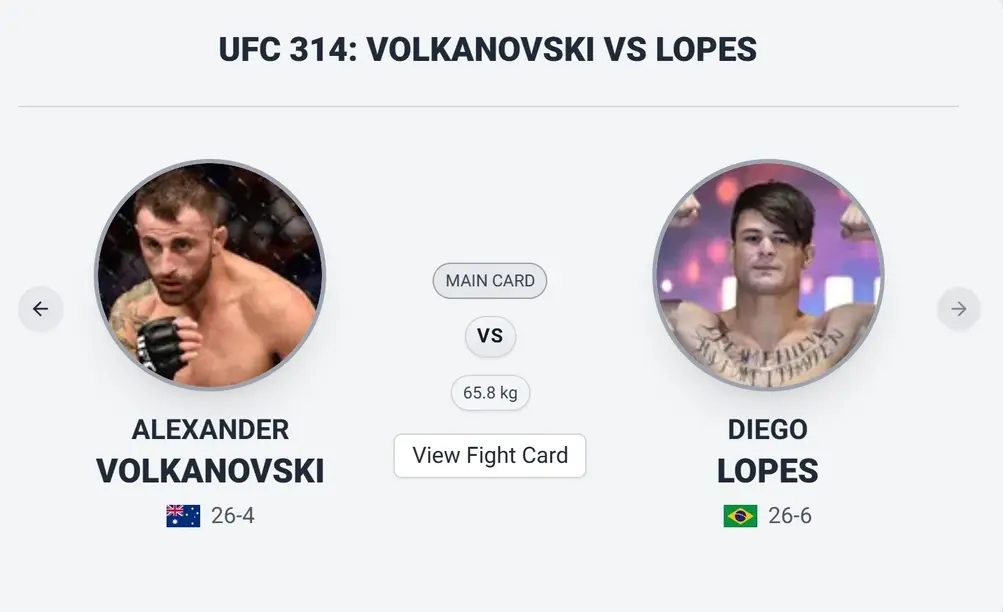 UFC 314: VOLKANOVSKI VS LOPES
MAIN CARD
VS
65.8 kg
View Fight Card
ALEXANDER
VOLKANOVSKI
26-4
DIEGO
LOPES
26-6